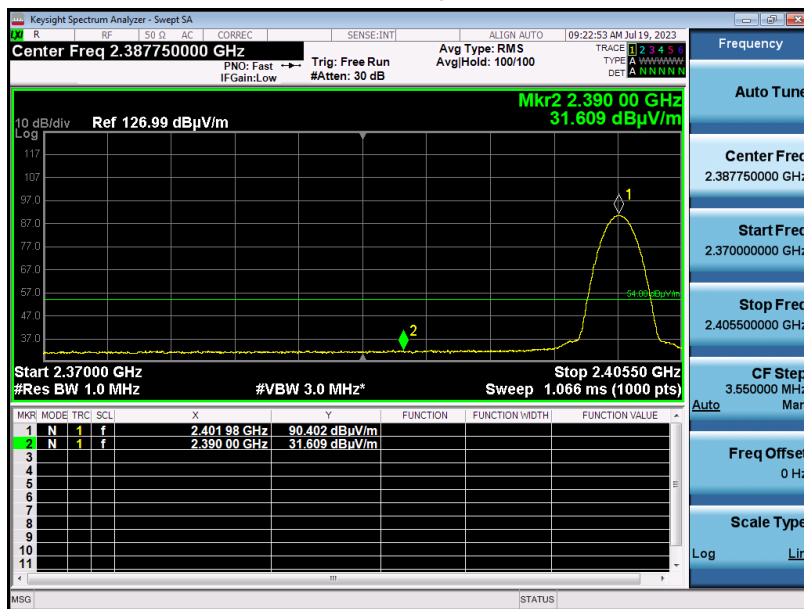 Keysight Spectrum Analyzer - Swept SA
R RF 50 Ω AC CORREC SENSE:INT ALIGN AUTO 09:22:53 AM Jul 19, 2023
Center Freq 2.387750000 GHz
PNO: Fast
IFGain:Low
Trig: Free Run
#Atten: 30 dB
Avg Type: RMS
Avg|Hold: 100/100
TRACE 1 2 3 4 5 6
TYPE A WWWWW
DET A N N N N N
Mkr2 2.390 00 GHz
31.609 dBµV/m
10 dB/div Ref 126.99 dBµV/m
Log
117
107
97.0
87.0
77.0
67.0
57.0
47.0
37.0
1
54.00 dBµV/m
2
Start 2.37000 GHz Stop 2.40550 GHz
#Res BW 1.0 MHz #VBW 3.0 MHz* Sweep 1.066 ms (1000 pts)
MKR MODE TRC SCL X Y FUNCTION FUNCTION WIDTH FUNCTION VALUE
1 N 1 f 2.401 98 GHz 90.402 dBµV/m
2 N 1 f 2.390 00 GHz 31.609 dBµV/m
3
4
5
6
7
8
9
10
11
MSG STATUS
Frequency
Auto Tune
Center Freq
2.387750000 GHz
Start Freq
2.370000000 GHz
Stop Freq
2.405500000 GHz
CF Step
3.550000 MHz
Auto Man
Freq Offset
0 Hz
Scale Type
Log Lin